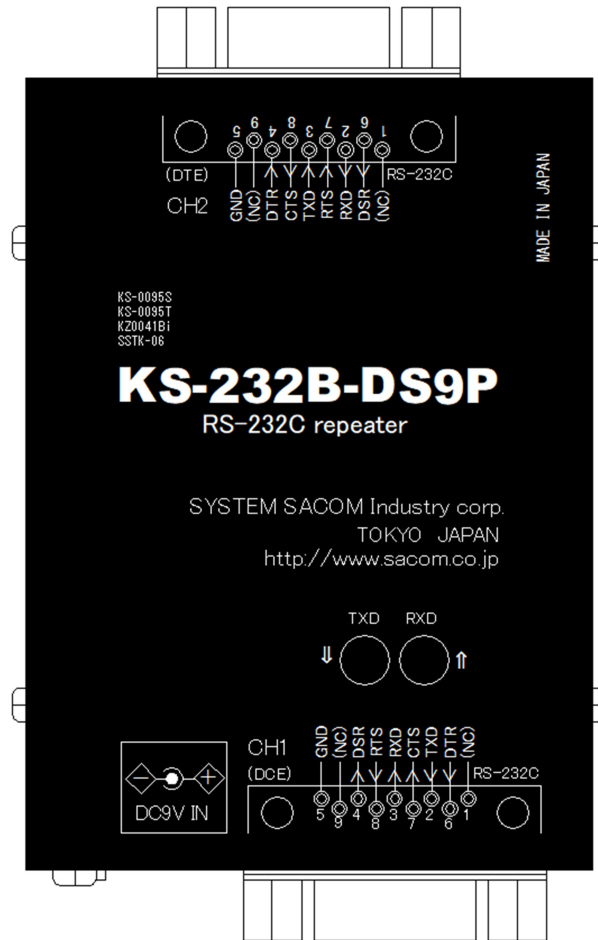 5 9 4 8 3 7 2 6 1
(DTE) RS-232C
CH2
GND
(NC)
DTR
CTS
TXD
RTS
RXD
DSR
(NC)
MADE IN JAPAN
KS-0095S
KS-0095T
KZ0041Bi
SSTK-06
KS-232B-DS9P
RS-232C repeater
SYSTEM SACOM Industry corp.
TOKYO JAPAN
http://www.sacom.co.jp
TXD RXD
⇓ ⇑
CH1
(DCE) RS-232C
GND
(NC)
DSR
RTS
RXD
CTS
TXD
DTR
(NC)
5 9 4 8 3 7 2 6 1
DC9V IN